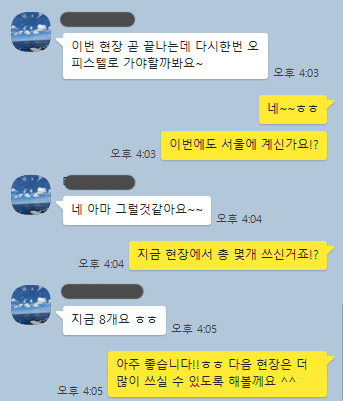 이번 현장 곧 끝나는데 다시한번 오
피스텔로 가야할까봐요~
오후 4:03
네~~ㅎㅎ
이번에도 서울에 계신가요!?
오후 4:03
네 아마 그럴것같아요~~
오후 4:04
지금 현장에서 총 몇개 쓰신거죠!?
오후 4:04
지금 8개요 ㅎㅎ
오후 4:05
아주 좋습니다!!ㅎㅎ 다음 현장은 더
많이 쓰실 수 있도록 해볼께요 ^^
오후 4:05